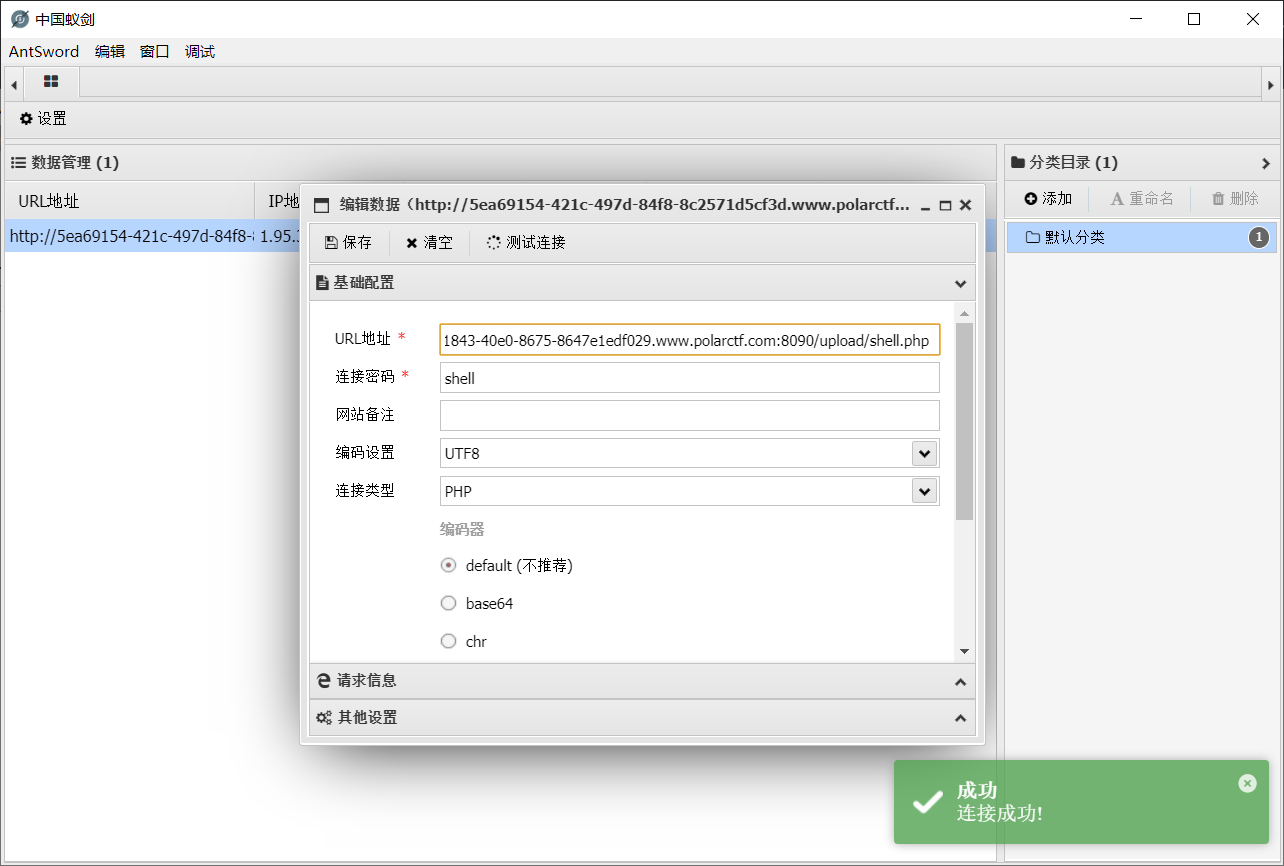 中国蚁剑
AntSword 编辑 窗口 调试
设置
数据管理 (1)
URL地址 IP地
http://5ea69154-421c-497d-84f8-8 1.95.3
分类目录 (1)
添加 重命名 删除
默认分类 1
编辑数据（http://5ea69154-421c-497d-84f8-8c2571d5cf3d.www.polarctf...
保存 清空 测试连接
基础配置
URL地址 * 1843-40e0-8675-8647e1edf029.www.polarctf.com:8090/upload/shell.php
连接密码 * shell
网站备注
编码设置 UTF8
连接类型 PHP
编码器
default (不推荐)
base64
chr
请求信息
其他设置
成功
连接成功!